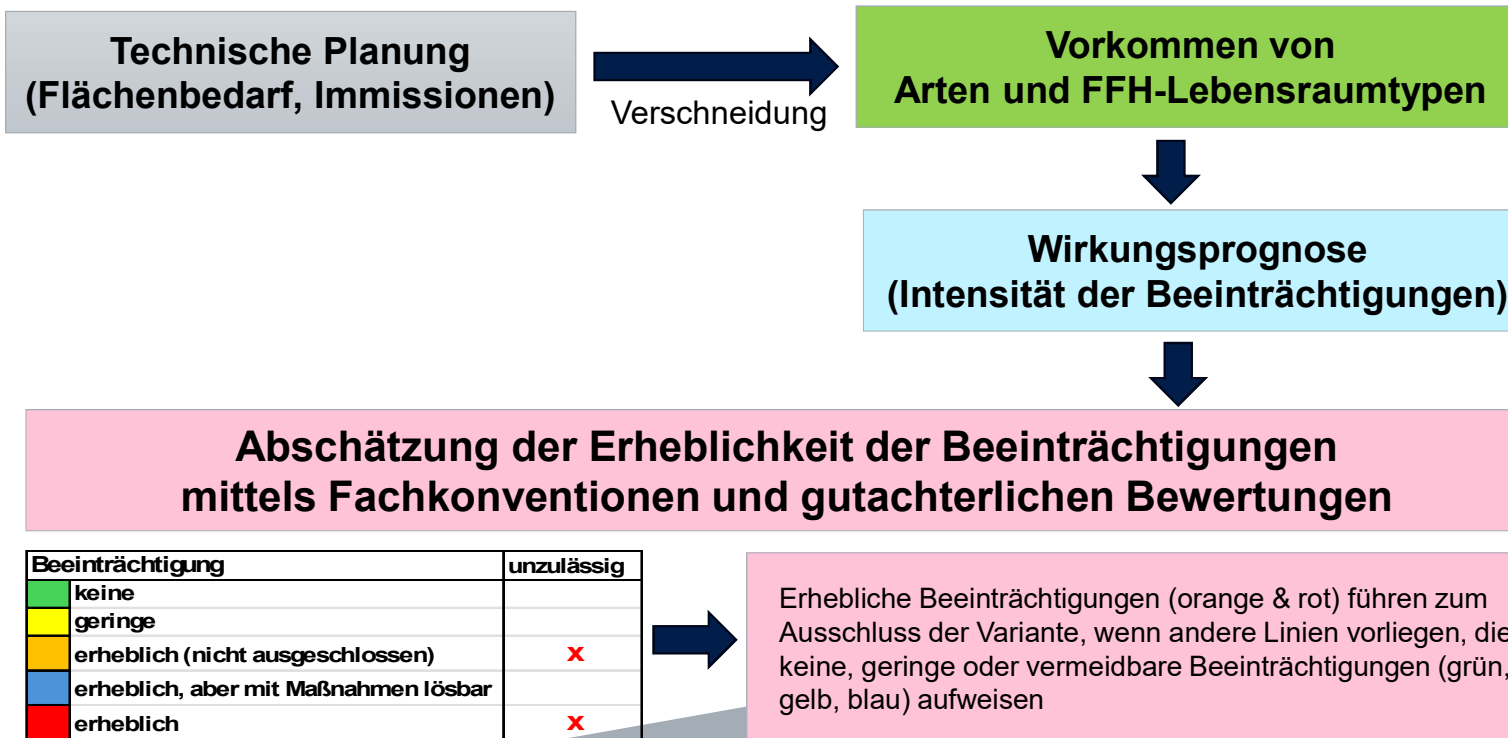 Technische Planung
(Flächenbedarf, Immissionen)
Verschneidung
Vorkommen von
Arten und FFH-Lebensraumtypen
Wirkungsprognose
(Intensität der Beeinträchtigungen)
Abschätzung der Erheblichkeit der Beeinträchtigungen
mittels Fachkonventionen und gutachterlichen Bewertungen
Beeinträchtigung unzulässig
keine
geringe
erheblich (nicht ausgeschlossen) x
erheblich, aber mit Maßnahmen lösbar
erheblich x
Erhebliche Beeinträchtigungen (orange & rot) führen zum
Ausschluss der Variante, wenn andere Linien vorliegen, die
keine, geringe oder vermeidbare Beeinträchtigungen (grün,
gelb, blau) aufweisen